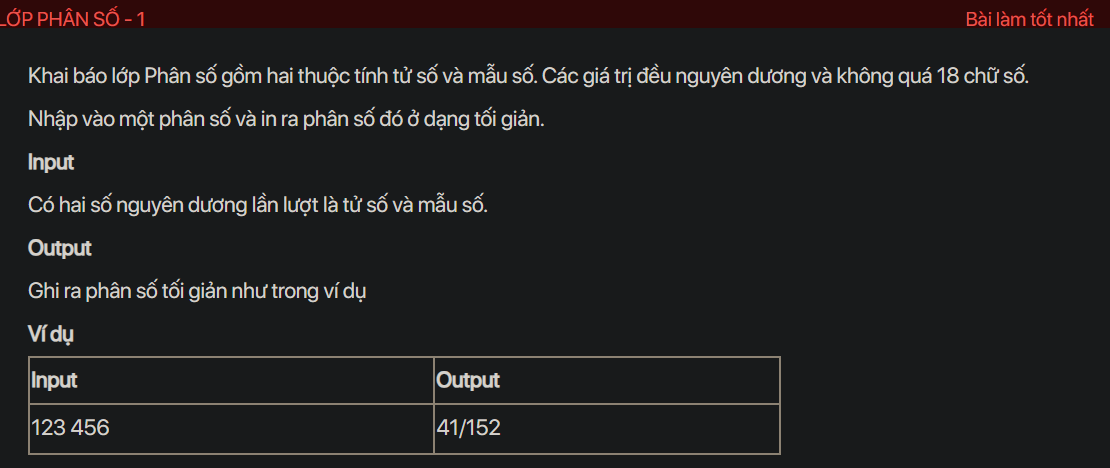 LỚP PHÂN SỐ - 1 Bài làm tốt nhất
Khai báo lớp Phân số gồm hai thuộc tính tử số và mẫu số. Các giá trị đều nguyên dương và không quá 18 chữ số.
Nhập vào một phân số và in ra phân số đó ở dạng tối giản.
Input
Có hai số nguyên dương lần lượt là tử số và mẫu số.
Output
Ghi ra phân số tối giản như trong ví dụ
Ví dụ
Input Output
123 456 41/152